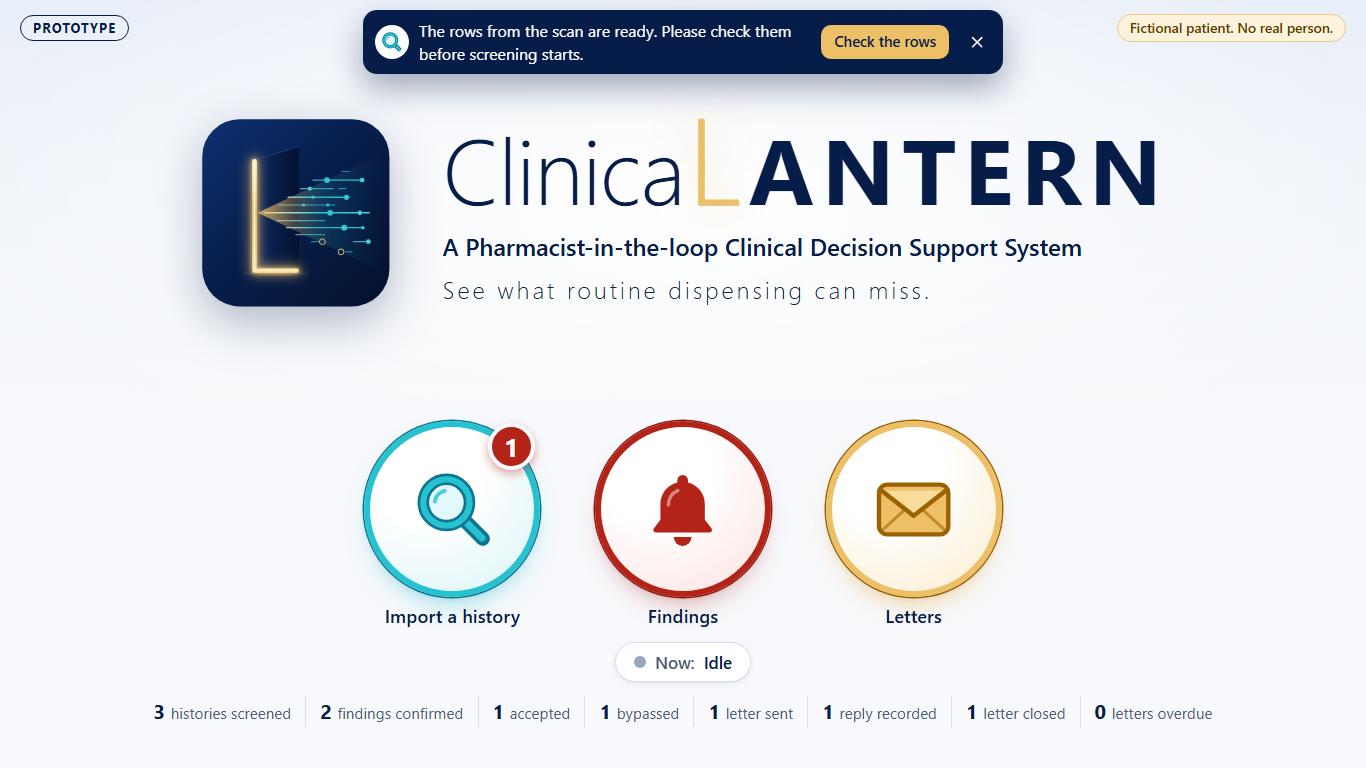 PROTOTYPE
The rows from the scan are ready. Please check them
before screening starts.
Check the rows
Fictional patient. No real person.
L
ClinicaLANTERN
A Pharmacist-in-the-loop Clinical Decision Support System
See what routine dispensing can miss.
1
Import a history
Findings
Letters
Now: Idle
3 histories screened
2 findings confirmed
1 accepted
1 bypassed
1 letter sent
1 reply recorded
1 letter closed
0 letters overdue